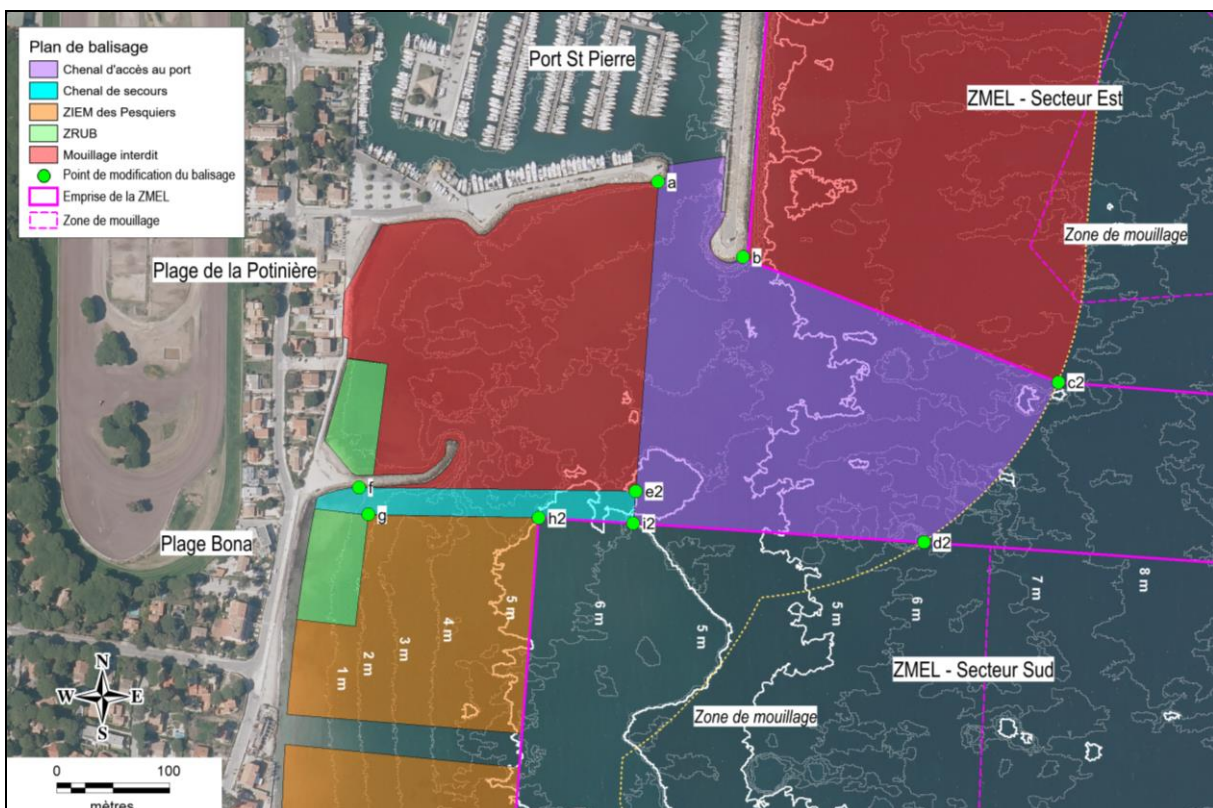 Plan de balisage
Chenal d'accès au port
Chenal de secours
ZIEM des Pesquiers
ZRUB
Mouillage interdit
Point de modification du balisage
Emprise de la ZMEL
Zone de mouillage
Port St Pierre
ZMEL - Secteur Est
a
Zone de mouillage
b
Plage de la Potinière
c2
f
e2
g
h2
i2
d2
Plage Bona
1 m
2 m
3 m
4 m
5 m
6 m
5 m
5 m
6 m
7 m
8 m
ZMEL - Secteur Sud
Zone de mouillage
N
W E
S
0 100
mètres